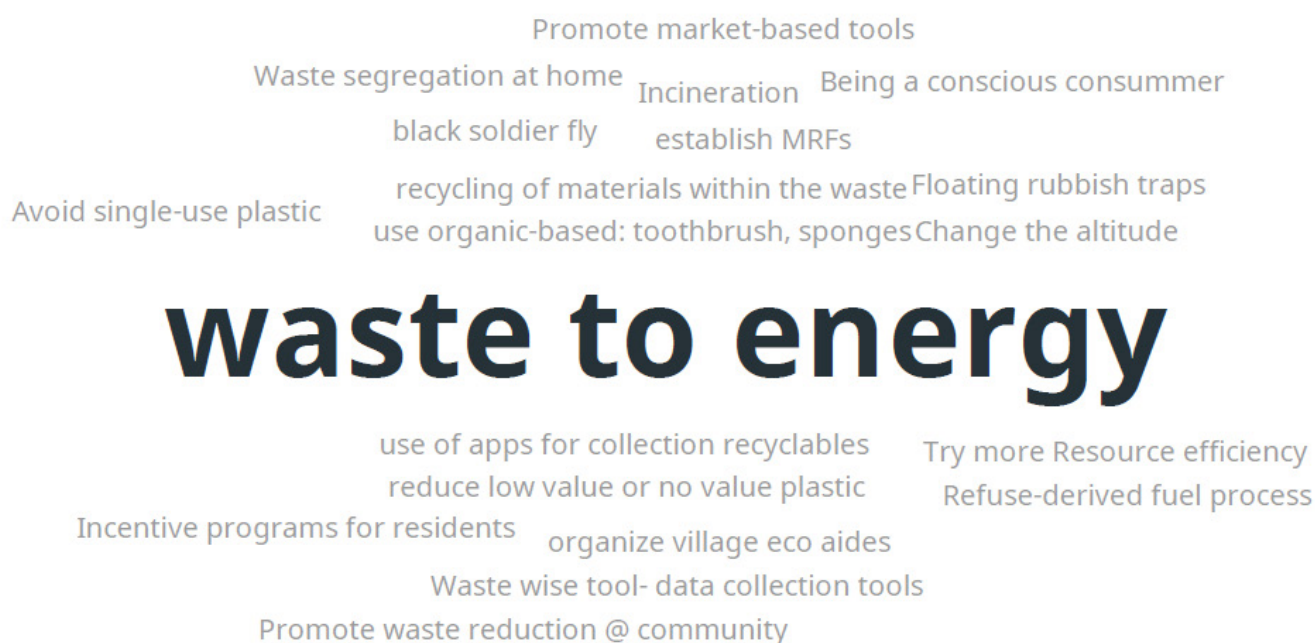 Promote market-based tools
Waste segregation at home
Incineration
Being a conscious consummer
black soldier fly
establish MRFs
recycling of materials within the waste
Floating rubbish traps
Avoid single-use plastic
use organic-based: toothbrush, sponges
Change the altitude
waste to energy
use of apps for collection recyclables
Try more Resource efficiency
reduce low value or no value plastic
Refuse-derived fuel process
Incentive programs for residents
organize village eco aides
Waste wise tool- data collection tools
Promote waste reduction @ community